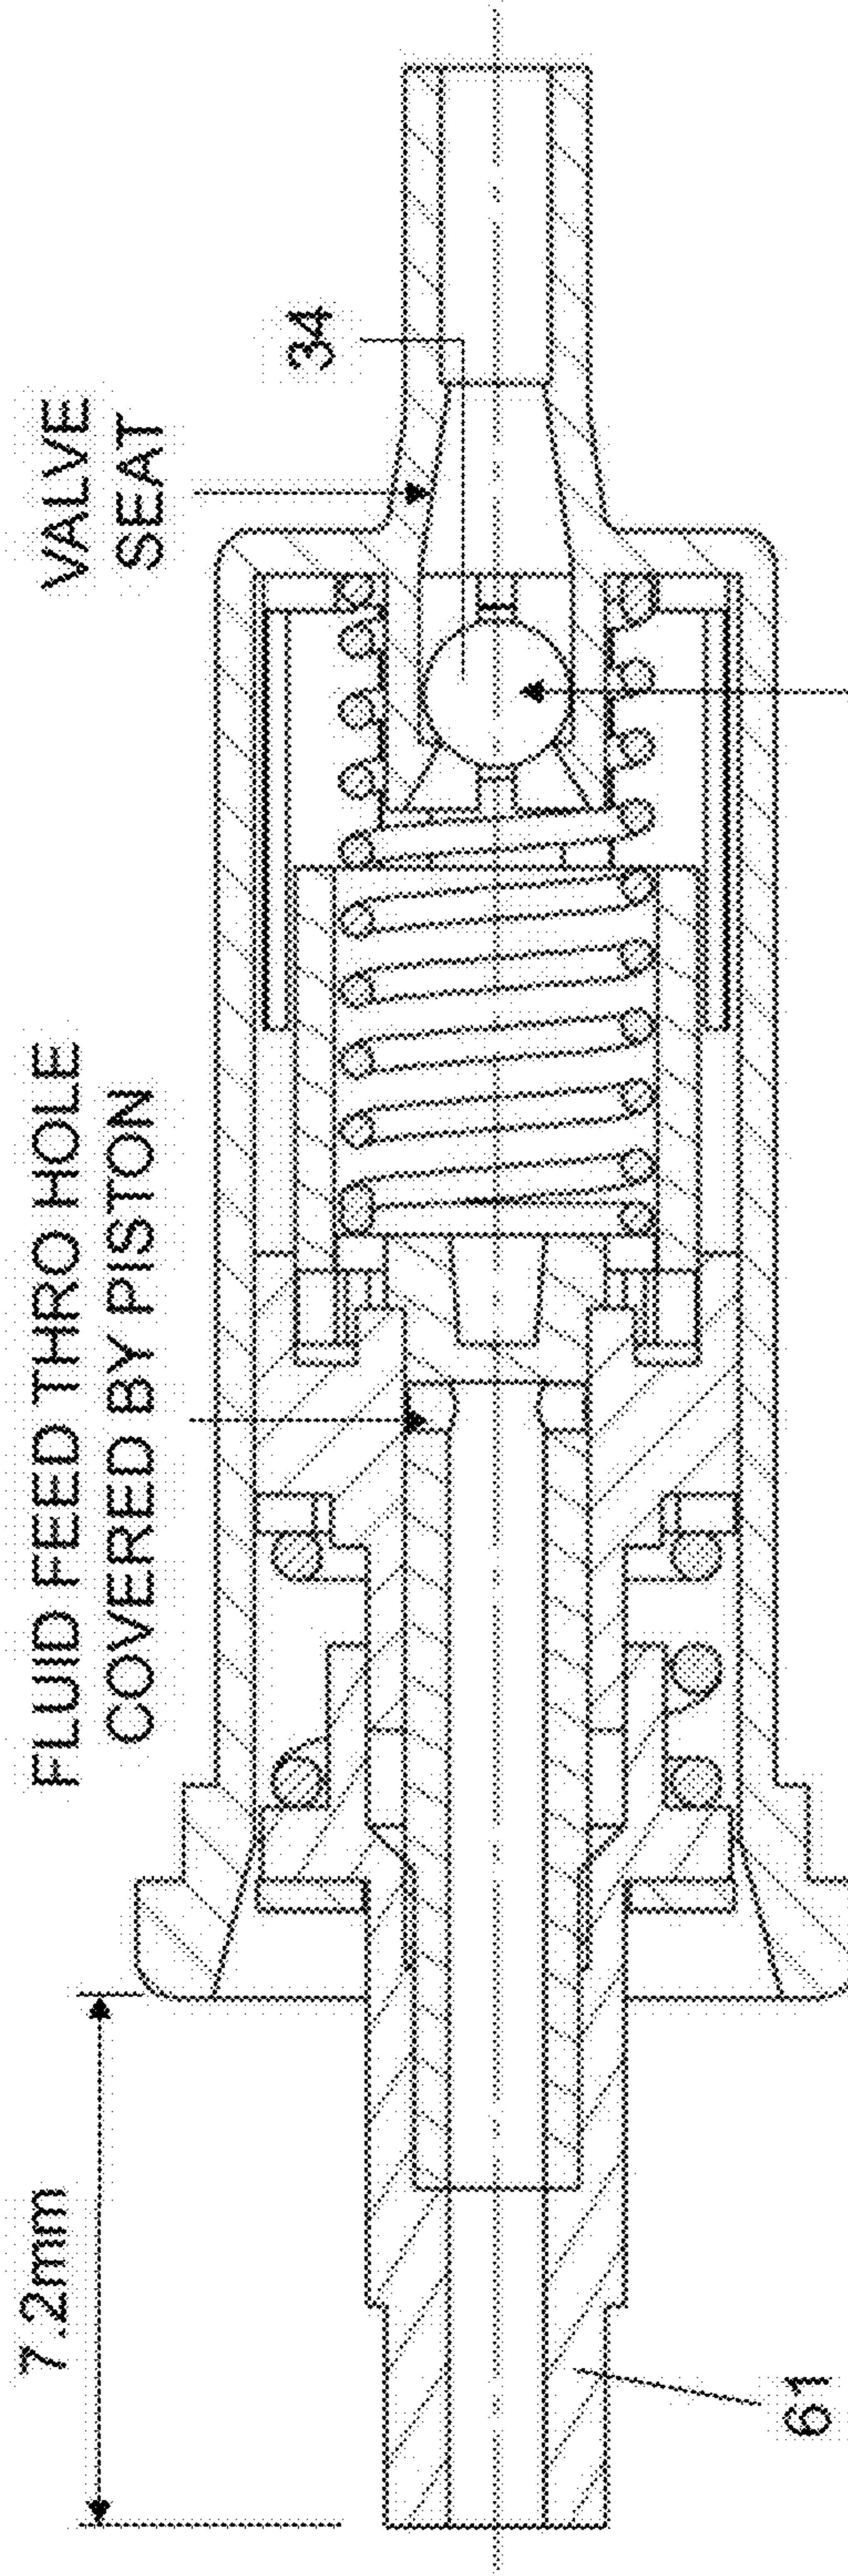 VALVE
SEAT
34
FLUID FEED THRO HOLE
COVERED BY PISTON
7.2mm
61